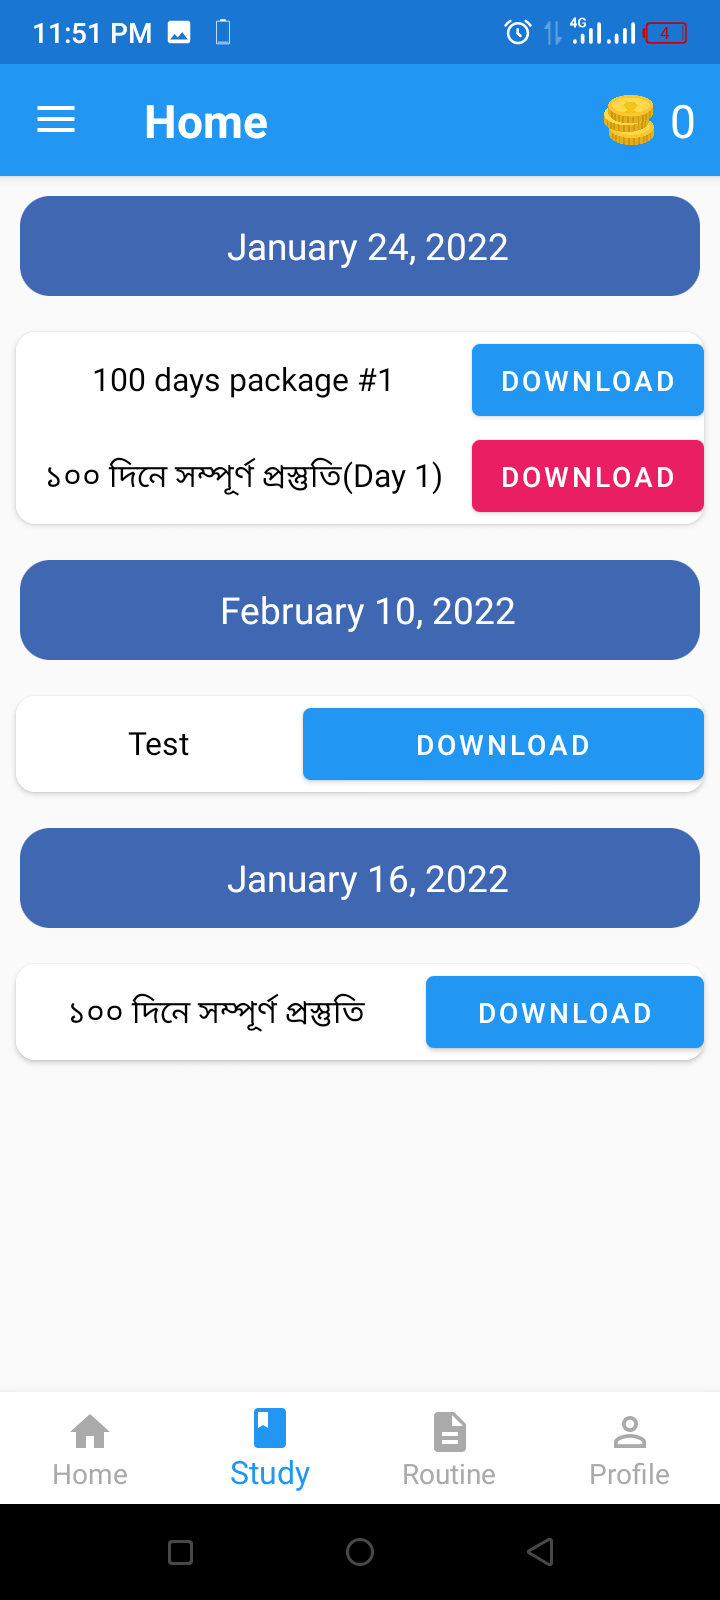 11:51 PM 4G 4
Home 0
January 24, 2022
100 days package #1 DOWNLOAD
১০০ দিনে সম্পূর্ণ প্রস্তুতি(Day 1) DOWNLOAD
February 10, 2022
Test DOWNLOAD
January 16, 2022
১০০ দিনে সম্পূর্ণ প্রস্তুতি DOWNLOAD
Home Study Routine Profile